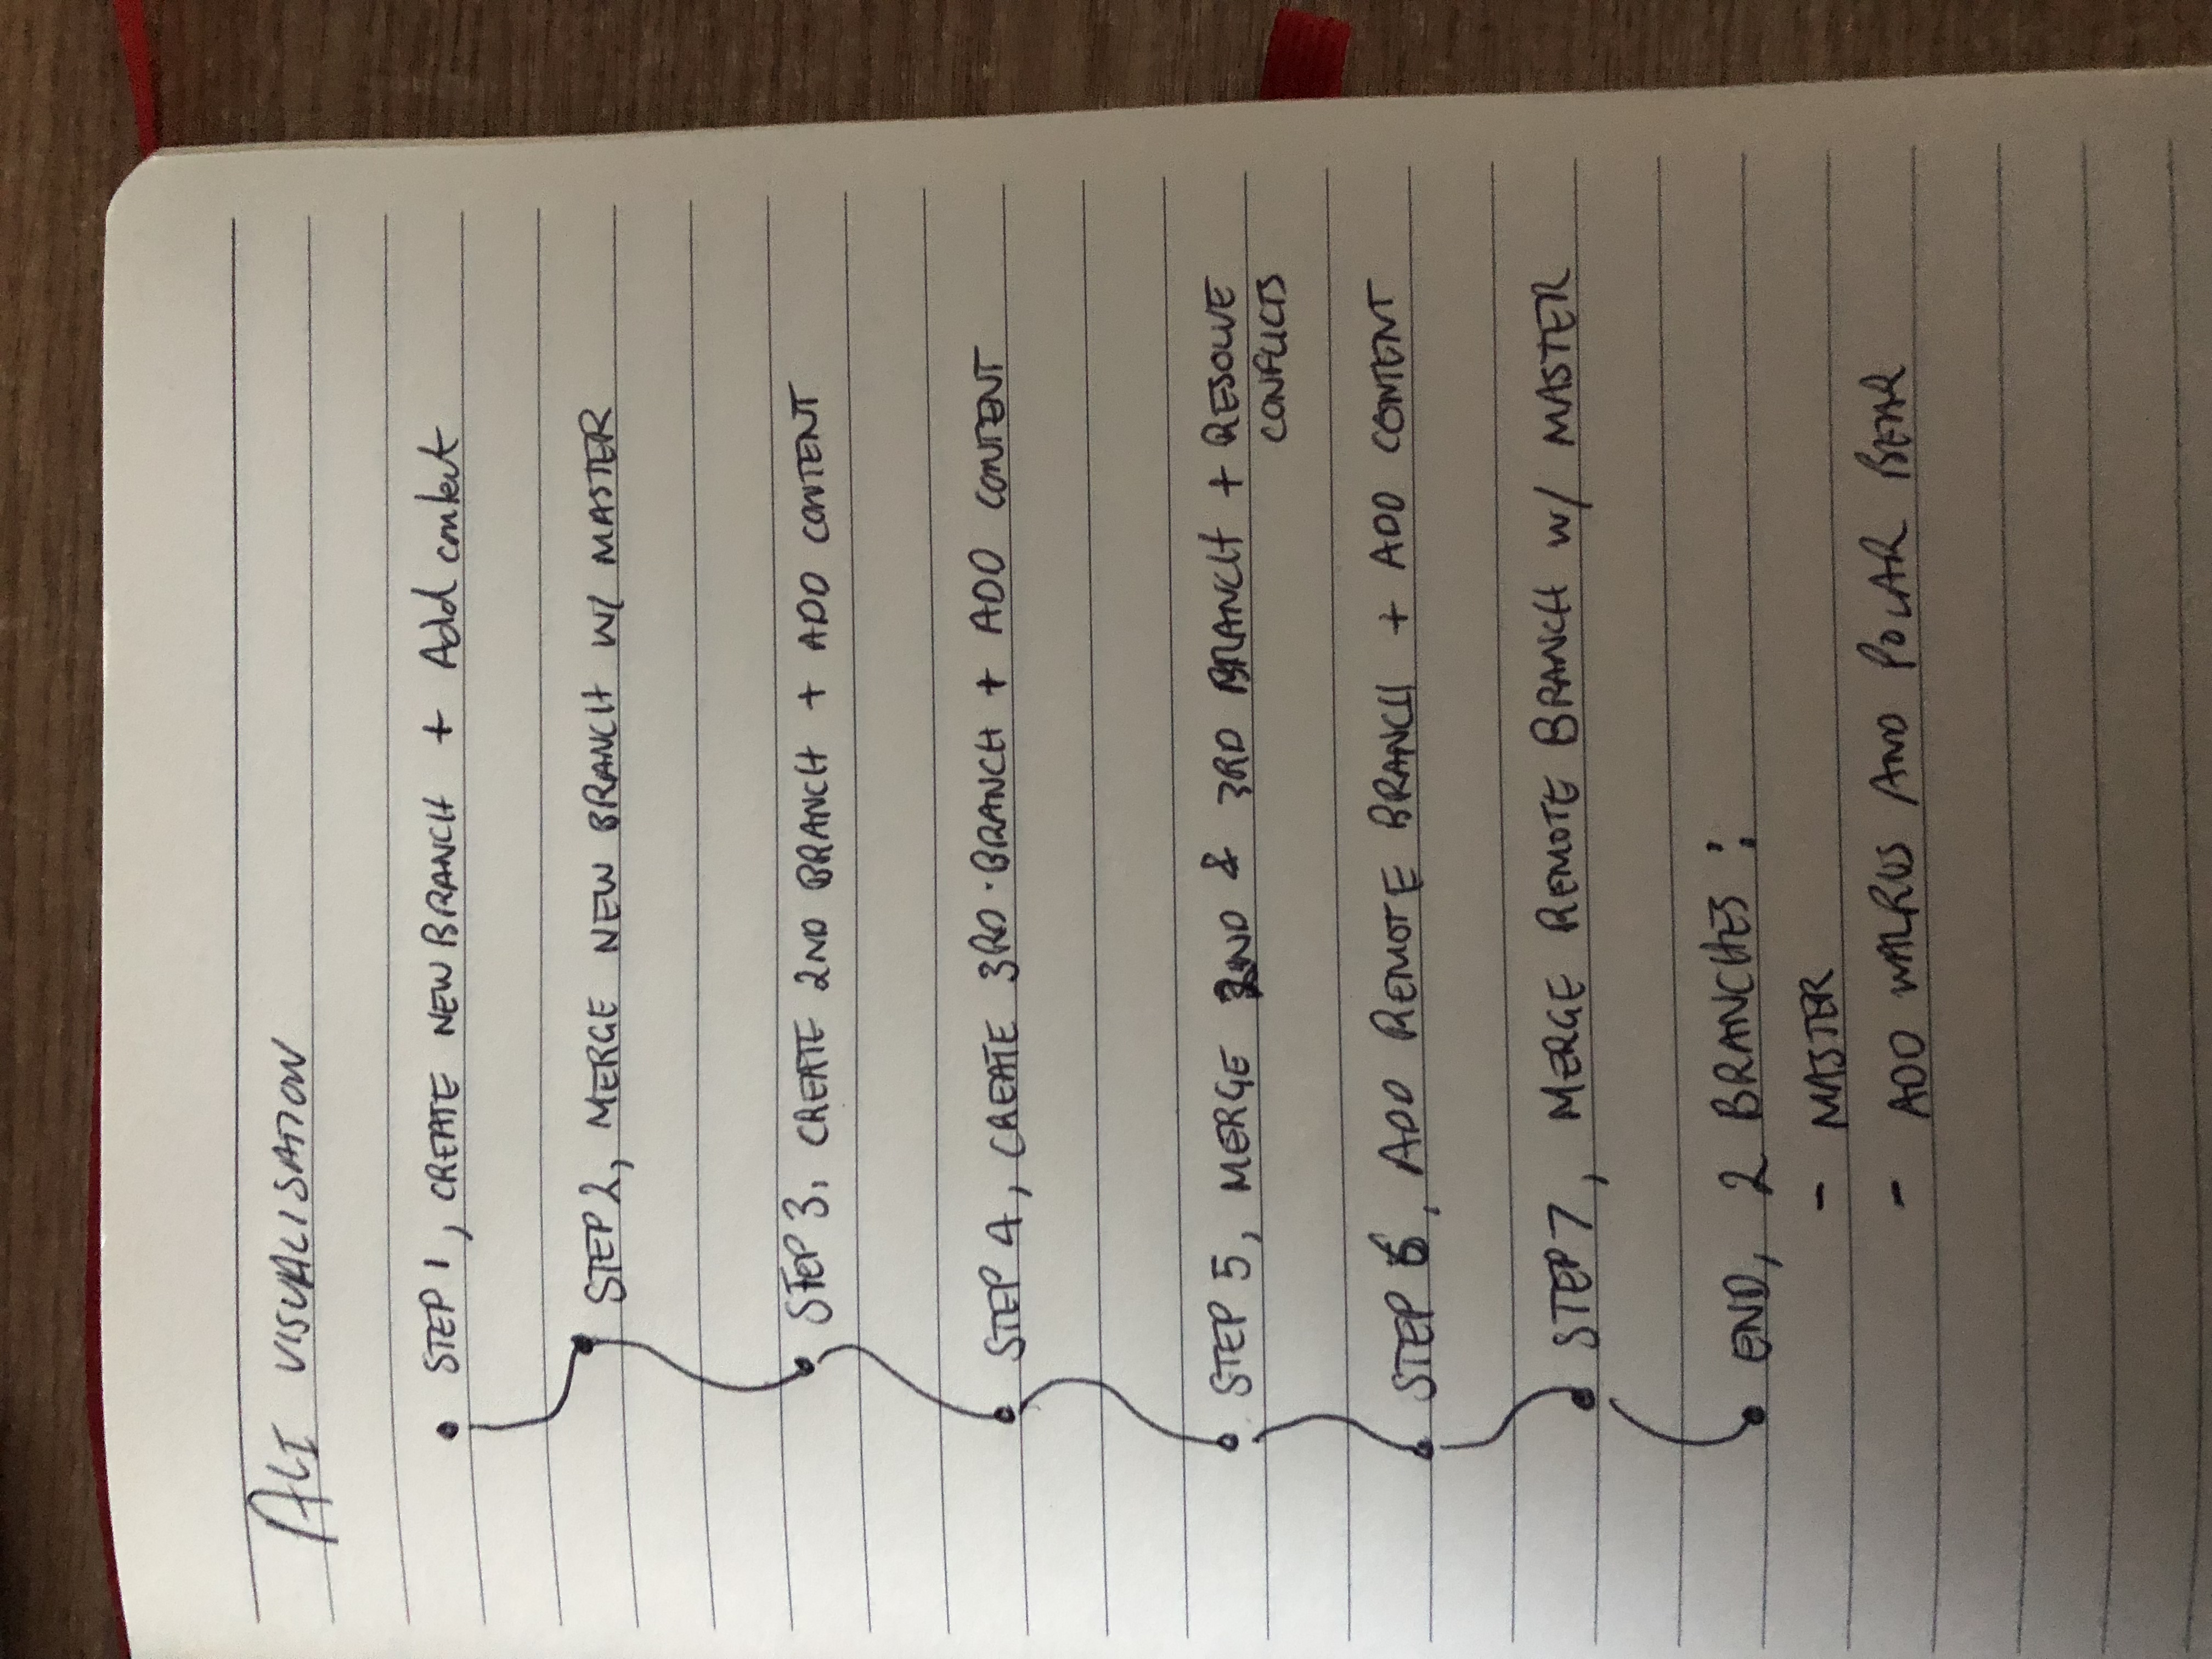 ALI VISUALISATION
STEP 1, CREATE NEW BRANCH + Add content
STEP 2, MERGE NEW BRANCH W/ MASTER
STEP 3, CREATE 2ND BRANCH + ADD CONTENT
STEP 4, CREATE 3RD BRANCH + ADD CONTENT
STEP 5, MERGE 2ND & 3RD BRANCH + RESOLVE
CONFLICTS
STEP 6, ADD REMOTE BRANCH + ADD CONTENT
STEP 7, MERGE REMOTE BRANCH W/ MASTER
END, 2 BRANCHES :
- MASTER
- ADD WALRUS AND POLAR BEAR